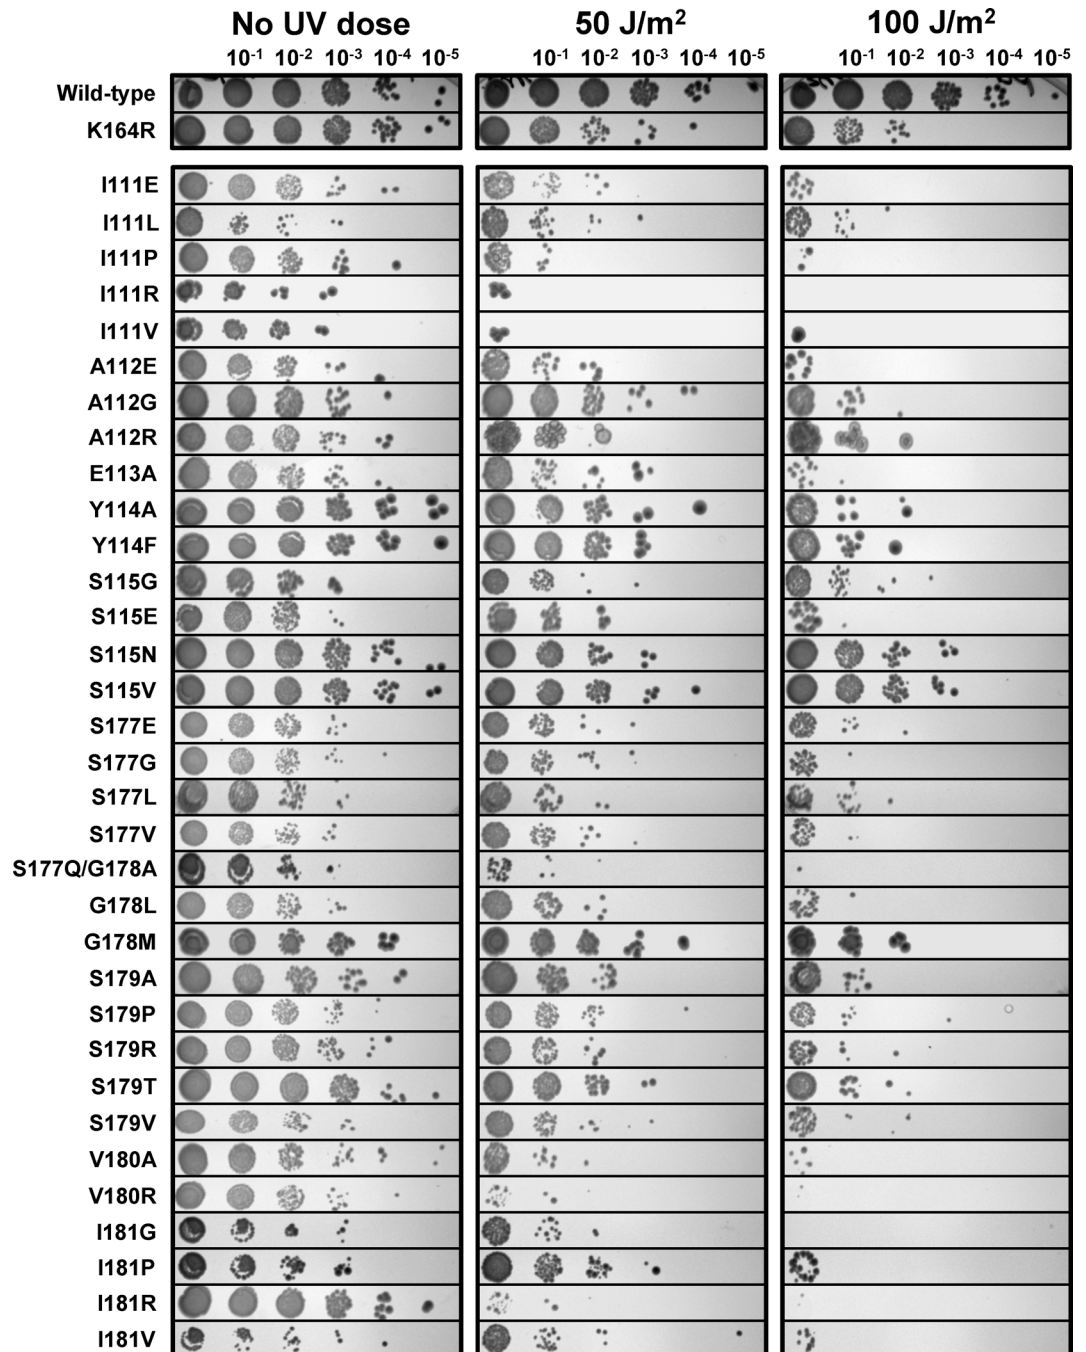 No UV dose 50 J/m² 100 J/m²
10⁻¹ 10⁻² 10⁻³ 10⁻⁴ 10⁻⁵ 10⁻¹ 10⁻² 10⁻³ 10⁻⁴ 10⁻⁵ 10⁻¹ 10⁻² 10⁻³ 10⁻⁴ 10⁻⁵
Wild-type
K164R
I111E
I111L
I111P
I111R
I111V
A112E
A112G
A112R
E113A
Y114A
Y114F
S115G
S115E
S115N
S115V
S177E
S177G
S177L
S177V
S177Q/G178A
G178L
G178M
S179A
S179P
S179R
S179T
S179V
V180A
V180R
I181G
I181P
I181R
I181V